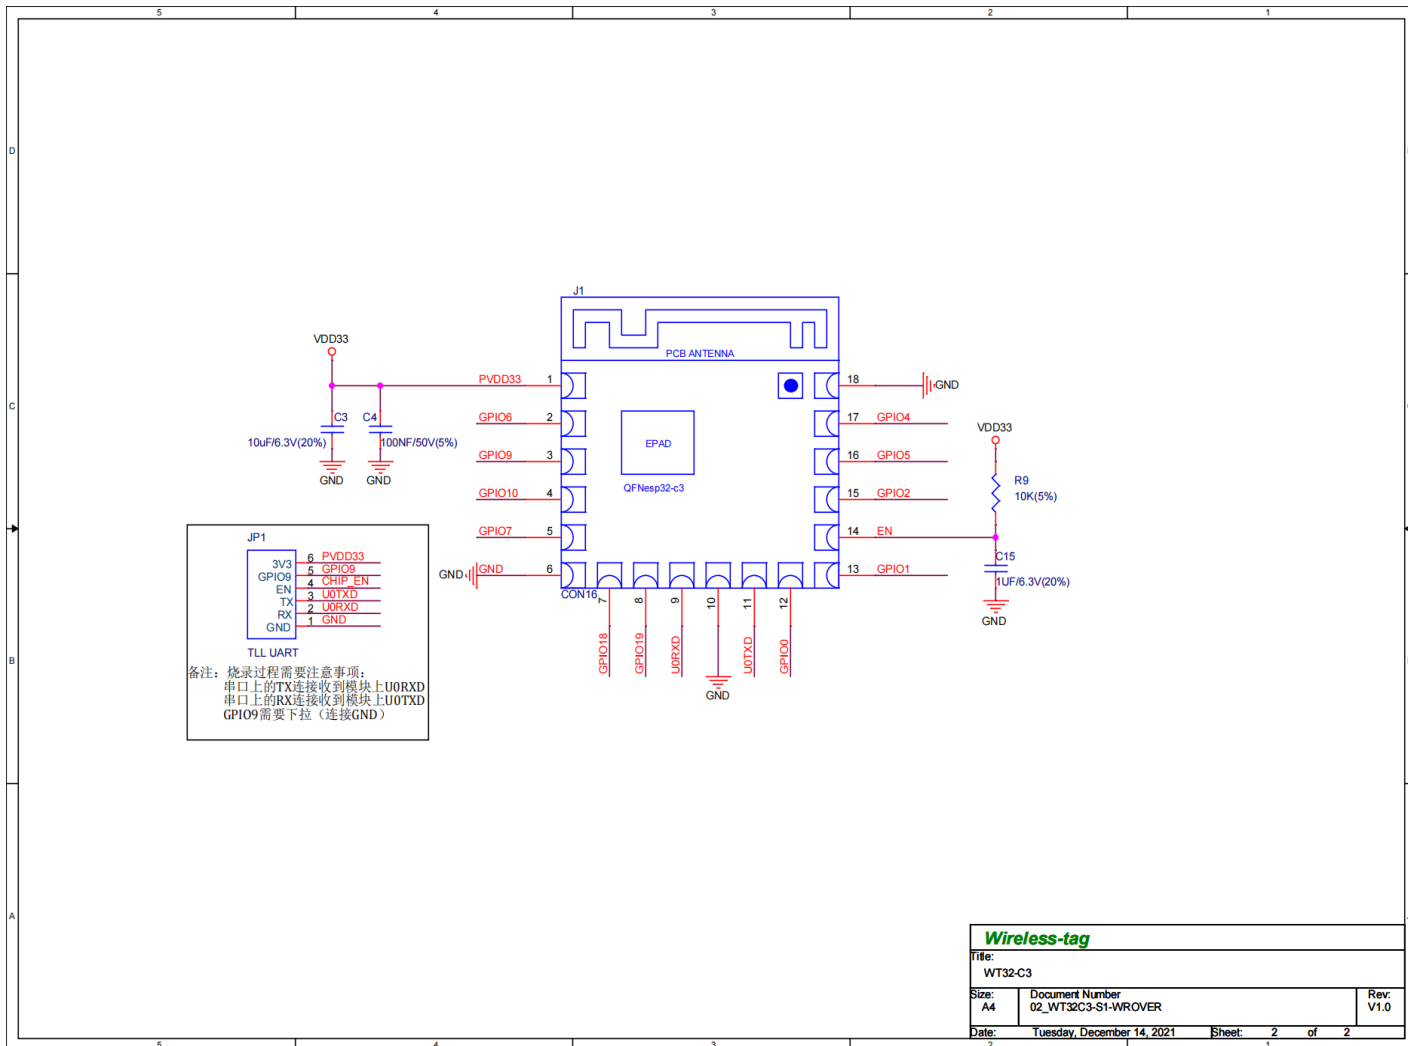 5 4 3 2 1
D
C
B
A
J1
PCB ANTENNA
EPAD
QFNesp32-c3
CON16
VDD33
C3
10uF/6.3V(20%)
C4
100NF/50V(5%)
GND GND
PVDD33 1
GPIO6 2
GPIO9 3
GPIO10 4
GPIO7 5
GND GND 6
7 8 9 10 11 12
GPIO18 GPIO19 U0RXD U0TXD GPIO0
GND
18 GND
17 GPIO4
16 GPIO5
15 GPIO2
14 EN
13 GPIO1
VDD33
R9
10K(5%)
C15
1UF/6.3V(20%)
GND
JP1
3V3 6 PVDD33
GPIO9 5 GPIO9
EN 4 CHIP_EN
TX 3 U0TXD
RX 2 U0RXD
GND 1 GND
TLL UART
备注：烧录过程需要注意事项：
串口上的TX连接收到模块上U0RXD
串口上的RX连接收到模块上U0TXD
GPIO9需要下拉（连接GND）
Wireless-tag
Title:
WT32-C3
Size: Document Number Rev:
A4 02_WT32C3-S1-WROVER V1.0
Date: Tuesday, December 14, 2021 Sheet: 2 of 2
5 4 3 2 1